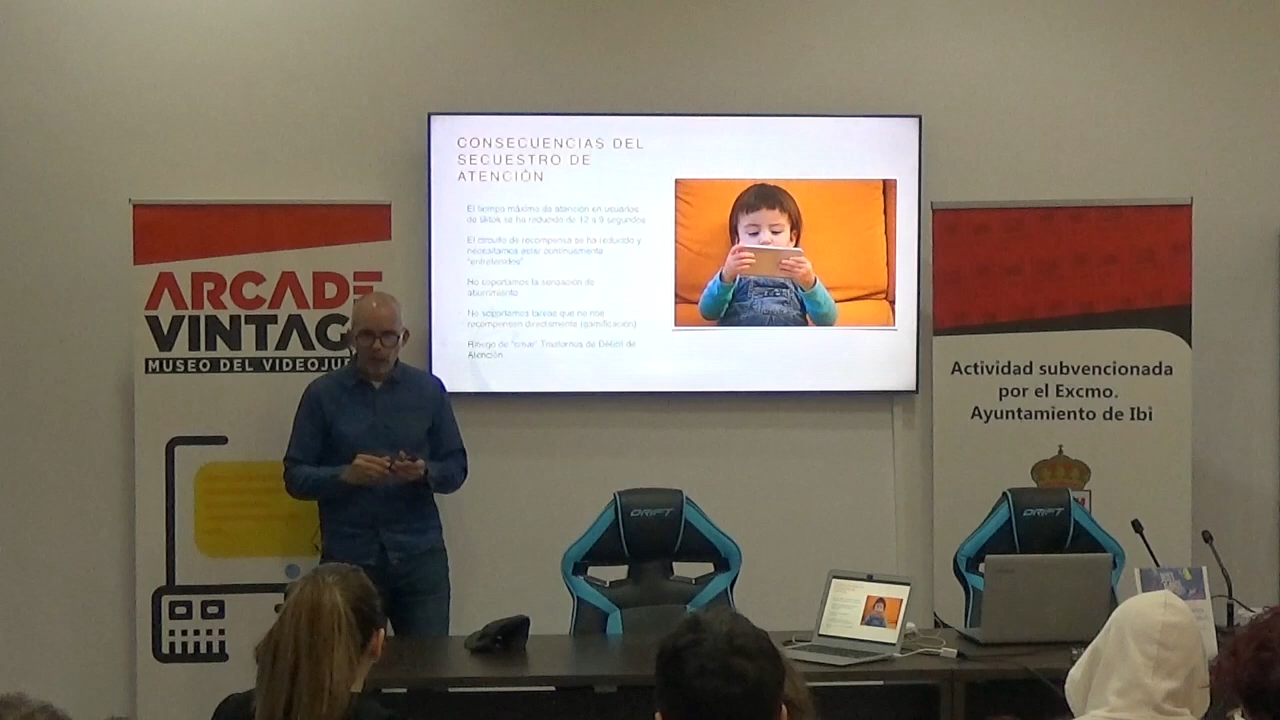 CONSECUENCIAS DEL
SECUESTRO DE
ATENCIÓN
El tiempo máximo de atención en usuarios
de tiktok se ha reducido de 12 a 9 segundos
El circuito de recompensa se ha reducido y
necesitamos estar continuamente
"entretenidos"
No soportamos la sensación de
aburrimiento
No soportamos tareas que no nos
recompensen directamente (gamificación)
Riesgo de "crear" Trastornos de Déficit de
Atención
ARCADE
VINTAG
MUSEO DEL VIDEOJU
Actividad subvencionada
por el Excmo.
Ayuntamiento de Ibi
DRIFT
DRIFT